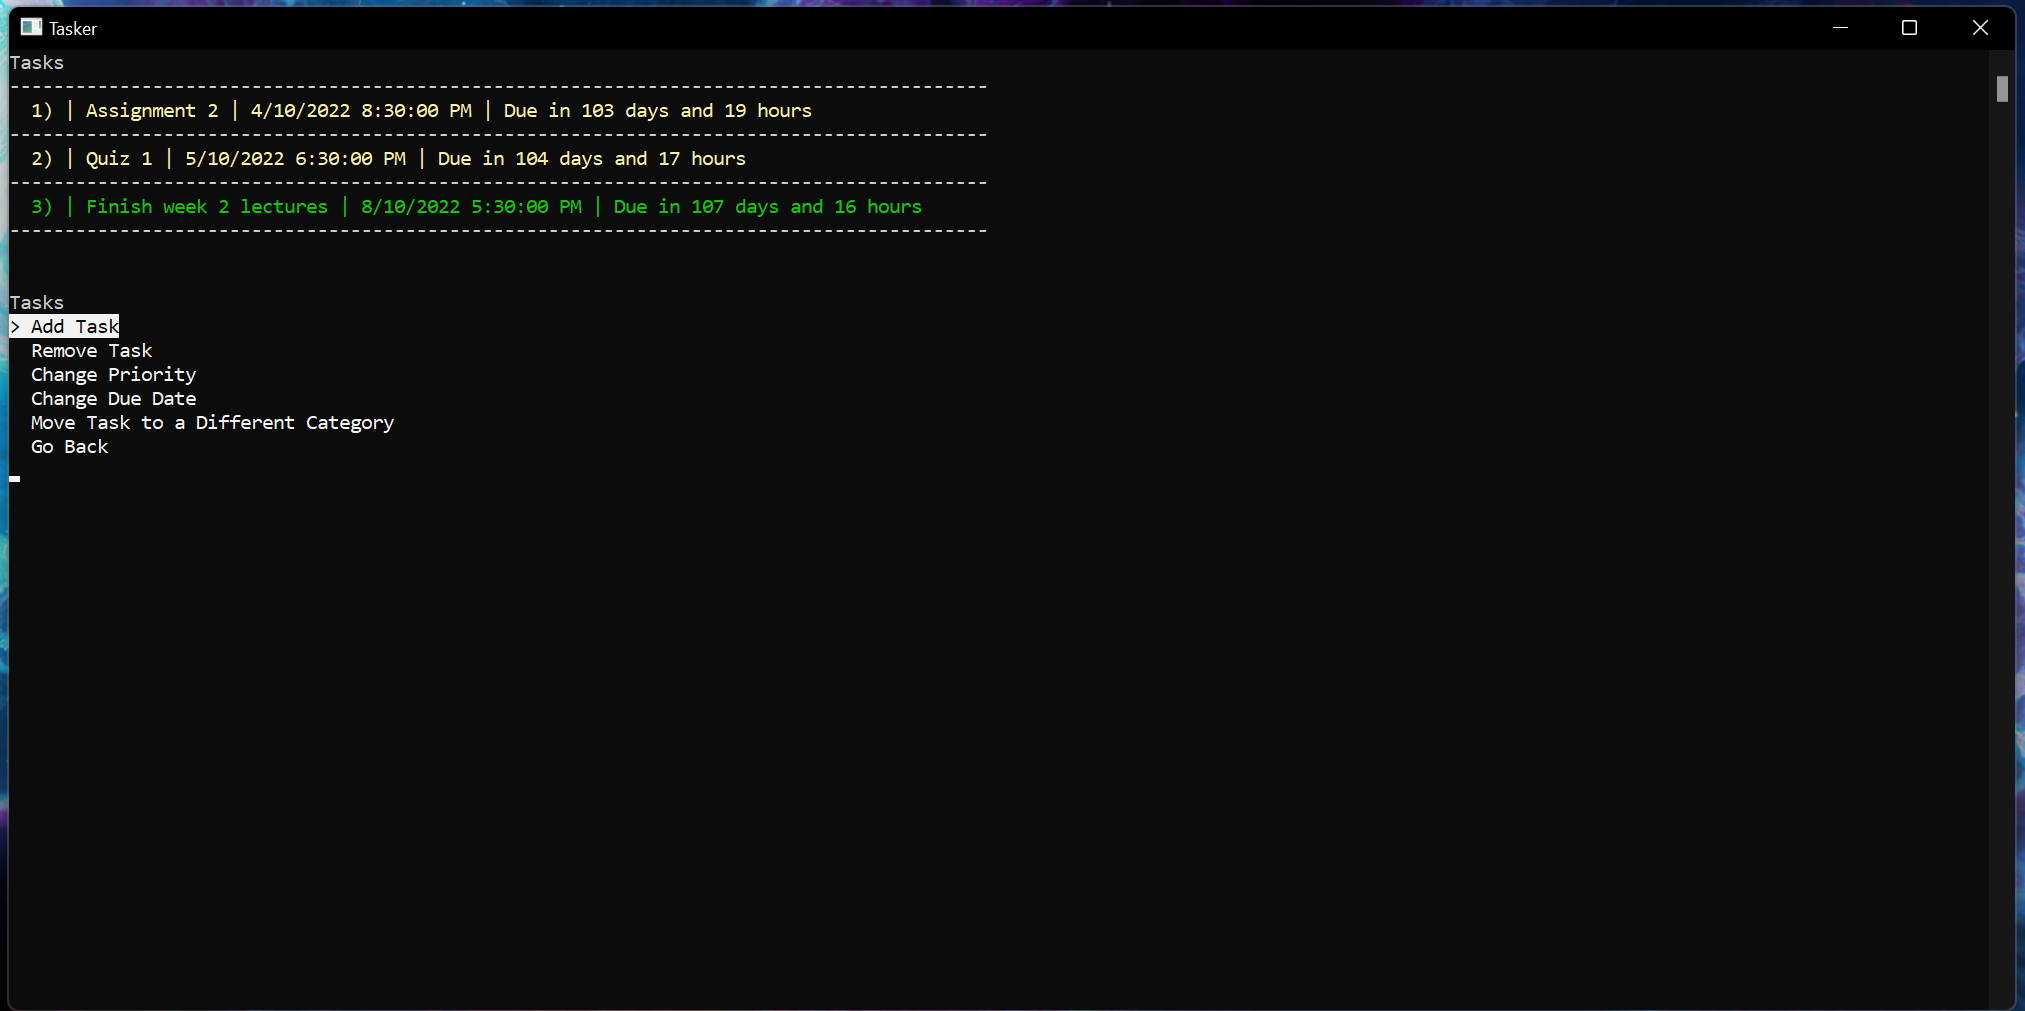 Tasker
Tasks
-----------------------------------------------------------------------------------------
  1) | Assignment 2 | 4/10/2022 8:30:00 PM | Due in 103 days and 19 hours
-----------------------------------------------------------------------------------------
  2) | Quiz 1 | 5/10/2022 6:30:00 PM | Due in 104 days and 17 hours
-----------------------------------------------------------------------------------------
  3) | Finish week 2 lectures | 8/10/2022 5:30:00 PM | Due in 107 days and 16 hours
-----------------------------------------------------------------------------------------
Tasks
> Add Task
  Remove Task
  Change Priority
  Change Due Date
  Move Task to a Different Category
  Go Back